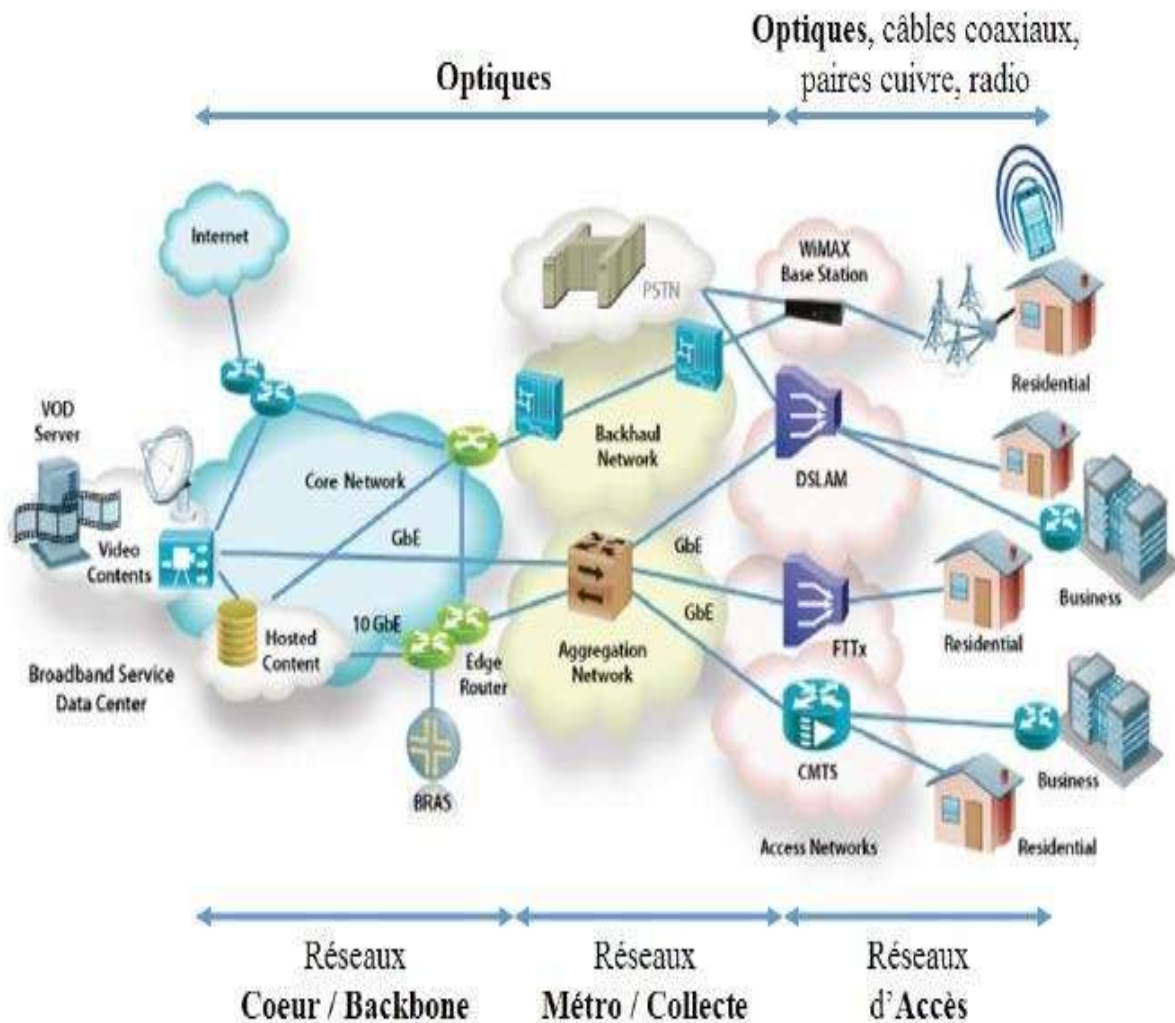 Optiques
Optiques, câbles coaxiaux,
paires cuivre, radio
Internet
PSTN
WiMAX
Base Station
Residential
VOD
Server
Core Network
Backhaul
Network
DSLAM
Video
Contents
GbE
GbE
GbE
Business
Hosted
Content
10 GbE
Edge
Router
Aggregation
Network
FTTx
Residential
Broadband Service
Data Center
BRAS
CMTS
Business
Access Networks
Residential
Réseaux
Coeur / Backbone
Réseaux
Métro / Collecte
Réseaux
d'Accès